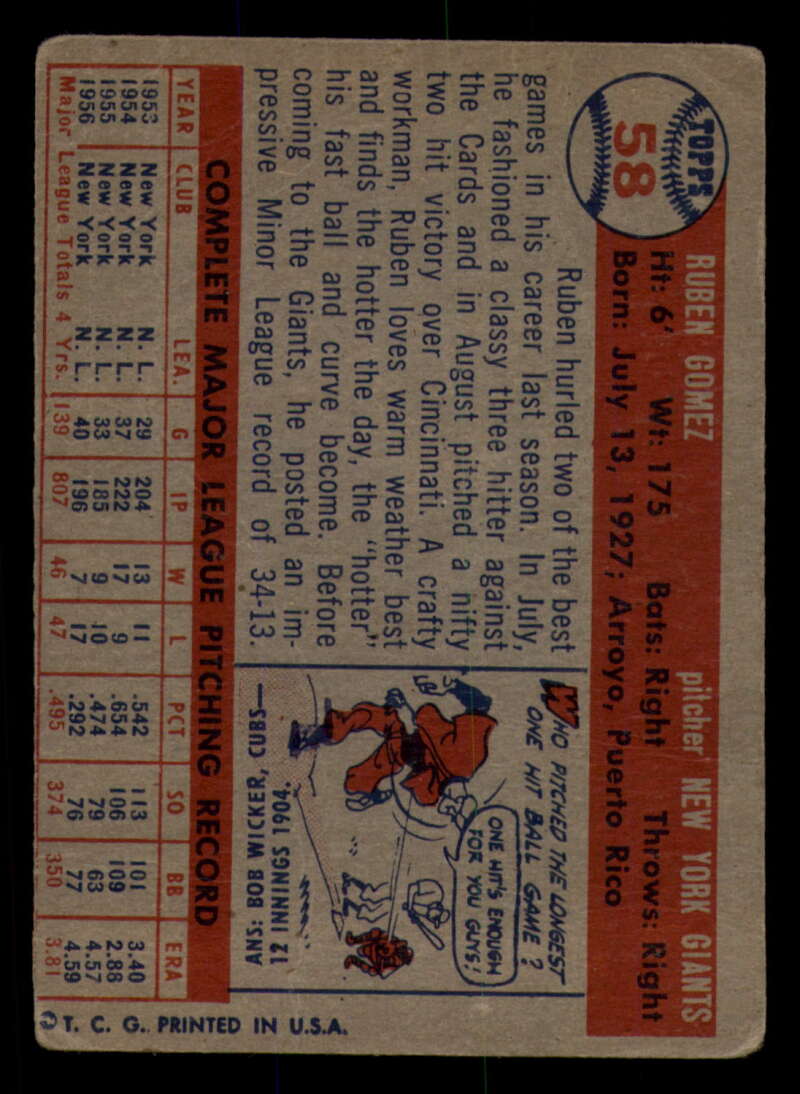 TOPPS
58
RUBEN GOMEZ
pitcher NEW YORK GIANTS
Ht: 6' Wt: 175 Bats: Right Throws: Right
Born: July 13, 1927; Arroyo, Puerto Rico
Ruben hurled two of the best
games in his career last season. In July,
he fashioned a classy three hitter against
the Cards and in August pitched a nifty
two hit victory over Cincinnati. A crafty
workman, Ruben loves warm weather best
and finds the hotter the day, the "hotter"
his fast ball and curve become. Before
coming to the Giants, he posted an im-
pressive Minor League record of 34-13.
WHO PITCHED THE LONGEST
ONE HIT BALL GAME?
ONE HIT'S ENOUGH
FOR YOU GUYS!
12 INNINGS 1904
ANS: BOB WICKER, CUBS—
COMPLETE MAJOR LEAGUE PITCHING RECORD
YEAR CLUB LEA. G IP W L PCT SO BB ERA
1953 New York N. L. 29 204 13 11 .542 113 101 3.40
1954 New York N. L. 37 222 17 9 .654 106 109 2.88
1955 New York N. L. 33 185 9 10 .474 79 63 4.57
1956 New York N. L. 40 196 7 17 .292 76 77 4.59
Major League Totals 4 Yrs. 139 807 46 47 .495 374 350 3.81
T. C. G. PRINTED IN U.S.A.